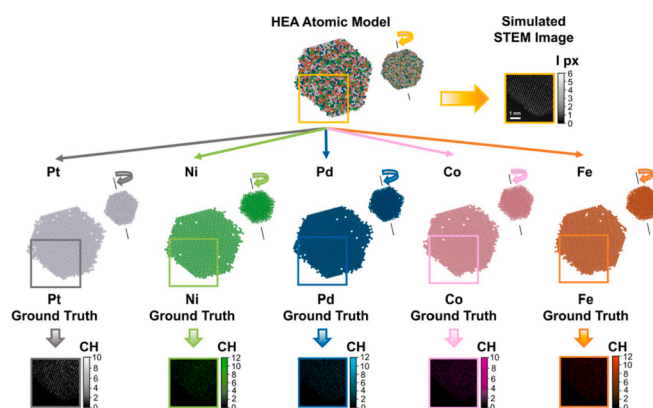 HEA Atomic Model
Simulated
STEM Image
I px
6
5
4
3
2
1
0
1 nm
Pt Ni Pd Co Fe
Pt Ni Pd Co Fe
Ground Truth Ground Truth Ground Truth Ground Truth Ground Truth
CH CH CH CH CH
10 12 12 12 12
8 10 10 10 10
6 8 8 8 8
4 6 6 6 6
2 4 4 4 4
0 2 2 2 2
0 0 0 0